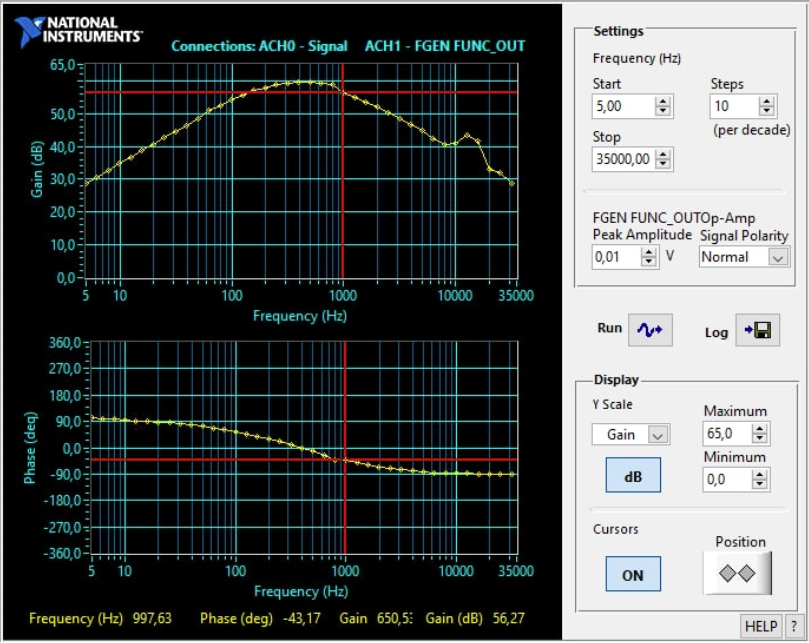 NATIONAL
INSTRUMENTS™
Connections: ACH0 - Signal ACH1 - FGEN FUNC_OUT
65,0
50,0
40,0
30,0
20,0
10,0
0,0
Gain (dB)
5 10 100 1000 10000 35000
Frequency (Hz)
360,0
270,0
180,0
90,0
0,0
-90,0
-180,0
-270,0
-360,0
Phase (deg)
5 10 100 1000 10000 35000
Frequency (Hz)
Frequency (Hz) 997,63 Phase (deg) -43,17 Gain 650,5 Gain (dB) 56,27
Settings
Frequency (Hz)
Start Steps
5,00 10
(per decade)
Stop
35000,00
FGEN FUNC_OUTOp-Amp
Peak Amplitude Signal Polarity
0,01 V Normal
Run Log
Display
Y Scale
Gain
Maximum
65,0
Minimum
0,0
dB
Cursors
Position
ON
HELP ?